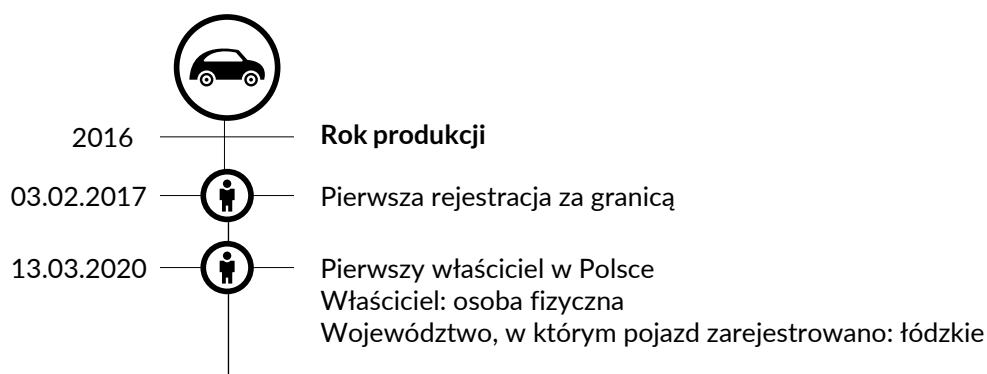 2016 Rok produkcji
03.02.2017 Pierwsza rejestracja za granicą
13.03.2020 Pierwszy właściciel w Polsce
Właściciel: osoba fizyczna
Województwo, w którym pojazd zarejestrowano: łódzkie